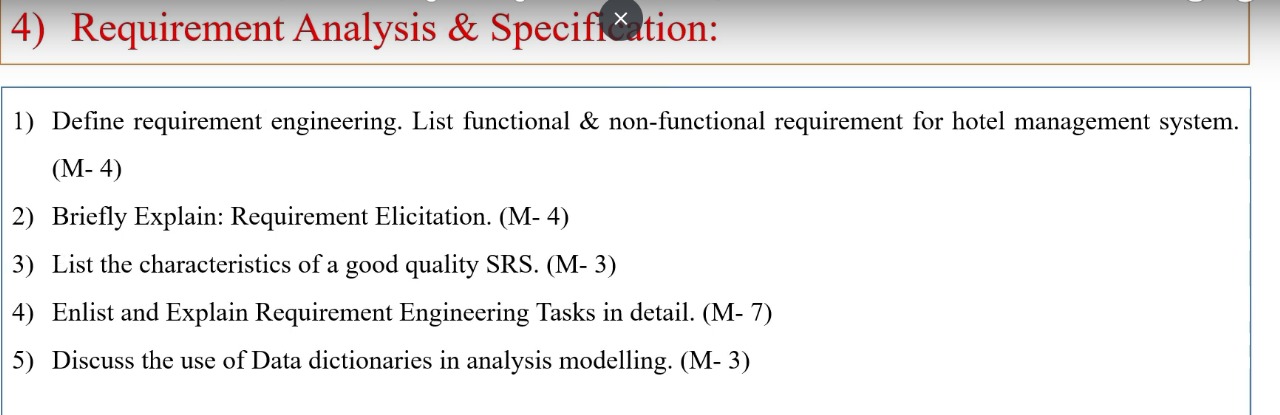 4) Requirement Analysis & Specification:
1) Define requirement engineering. List functional & non-functional requirement for hotel management system.
(M- 4)
2) Briefly Explain: Requirement Elicitation. (M- 4)
3) List the characteristics of a good quality SRS. (M- 3)
4) Enlist and Explain Requirement Engineering Tasks in detail. (M- 7)
5) Discuss the use of Data dictionaries in analysis modelling. (M- 3)